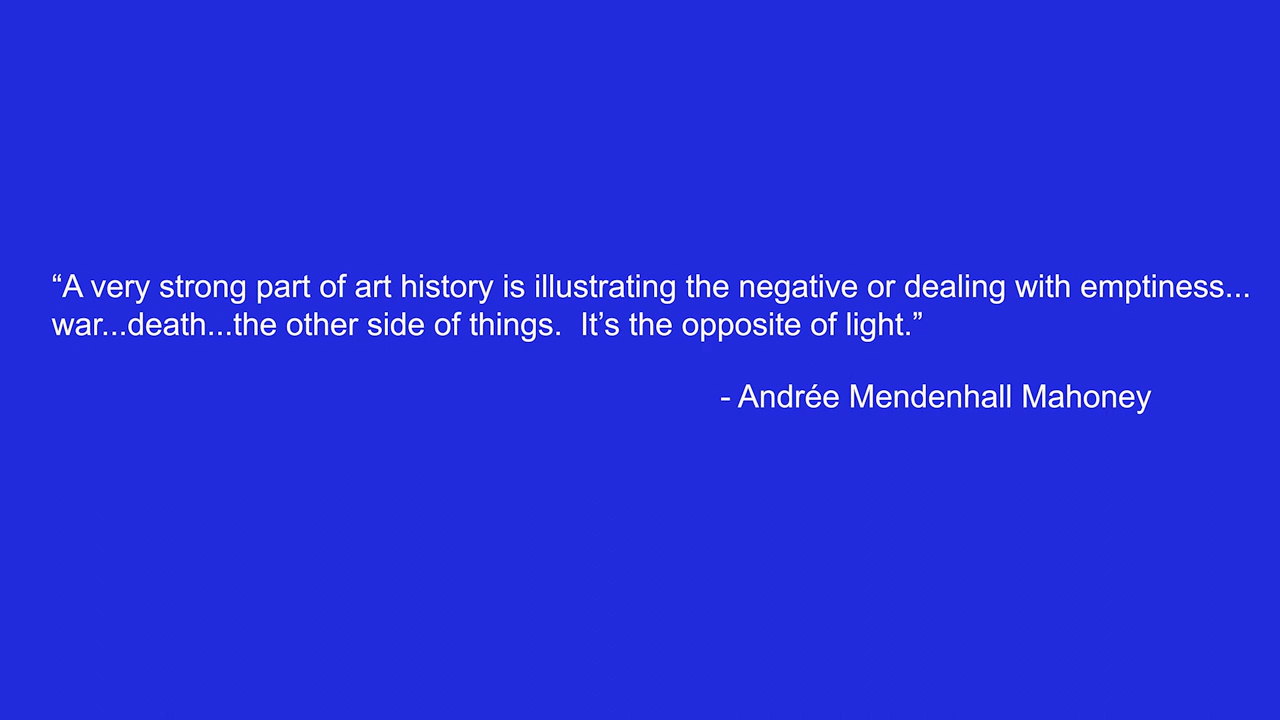 “A very strong part of art history is illustrating the negative or dealing with emptiness...
war...death...the other side of things.  It’s the opposite of light.”
- Andrée Mendenhall Mahoney